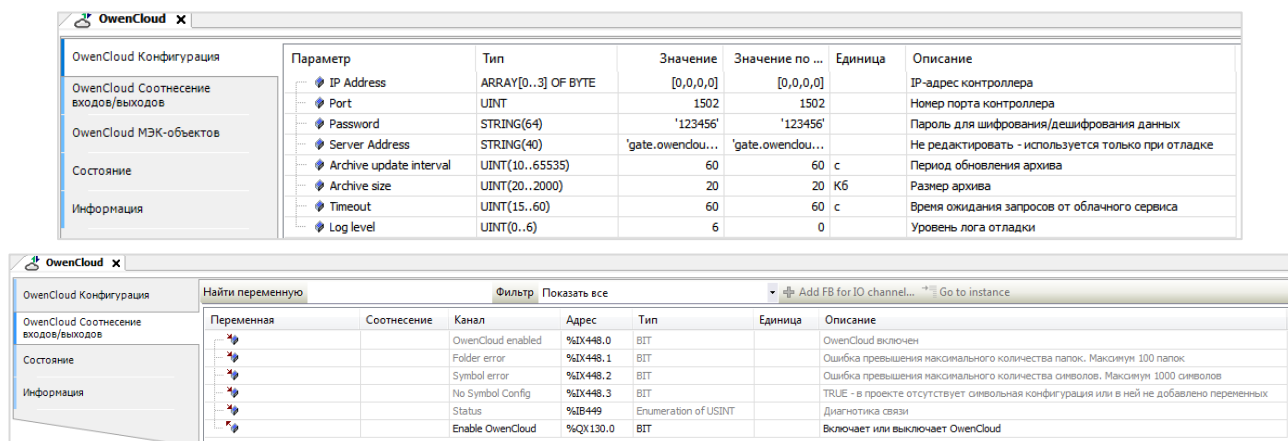 OwenCloud X
OwenCloud Конфигурация
OwenCloud Соотнесение входов/выходов
OwenCloud МЭК-объектов
Состояние
Информация
Параметр Тип Значение Значение по ... Единица Описание
IP Address ARRAY[0..3] OF BYTE [0,0,0,0] [0,0,0,0] IP-адрес контроллера
Port UINT 1502 1502 Номер порта контроллера
Password STRING(64) '123456' '123456' Пароль для шифрования/дешифрования данных
Server Address STRING(40) 'gate.owenclou... 'gate.owenclou... Не редактировать - используется только при отладке
Archive update interval UINT(10..65535) 60 60 с Период обновления архива
Archive size UINT(20..2000) 20 20 Кб Размер архива
Timeout UINT(15..60) 60 60 с Время ожидания запросов от облачного сервиса
Log level UINT(0..6) 6 0 Уровень лога отладки
OwenCloud X
OwenCloud Конфигурация
OwenCloud Соотнесение входов/выходов
Состояние
Информация
Найти переменную Фильтр Показать все Add FB for IO channel... Go to instance
Переменная Соотнесение Канал Адрес Тип Единица Описание
OwenCloud enabled %IX448.0 BIT OwenCloud включен
Folder error %IX448.1 BIT Ошибка превышения максимального количества папок. Максимум 100 папок
Symbol error %IX448.2 BIT Ошибка превышения максимального количества символов. Максимум 1000 символов
No Symbol Config %IX448.3 BIT TRUE - в проекте отсутствует символьная конфигурация или в ней не добавлено переменных
Status %IB449 Enumeration of USINT Диагнотика связи
Enable OwenCloud %QX130.0 BIT Включает или выключает OwenCloud